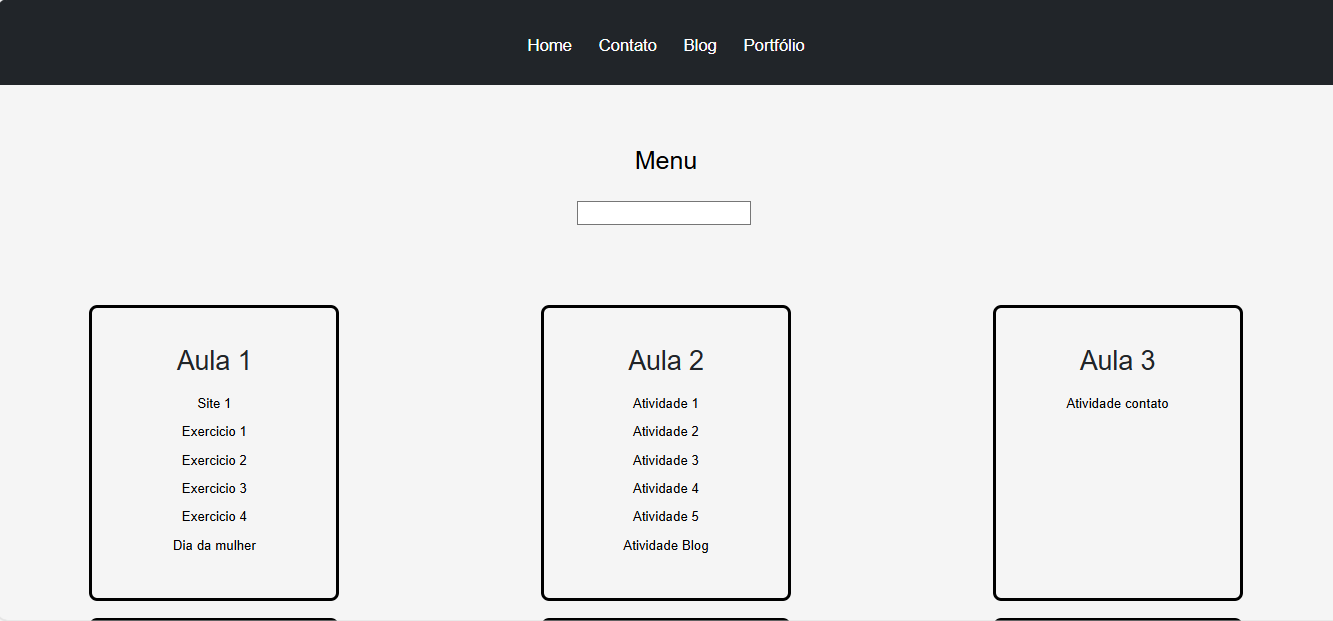 Home Contato Blog Portfólio
Menu
Aula 1
Site 1
Exercicio 1
Exercicio 2
Exercicio 3
Exercicio 4
Dia da mulher
Aula 2
Atividade 1
Atividade 2
Atividade 3
Atividade 4
Atividade 5
Atividade Blog
Aula 3
Atividade contato